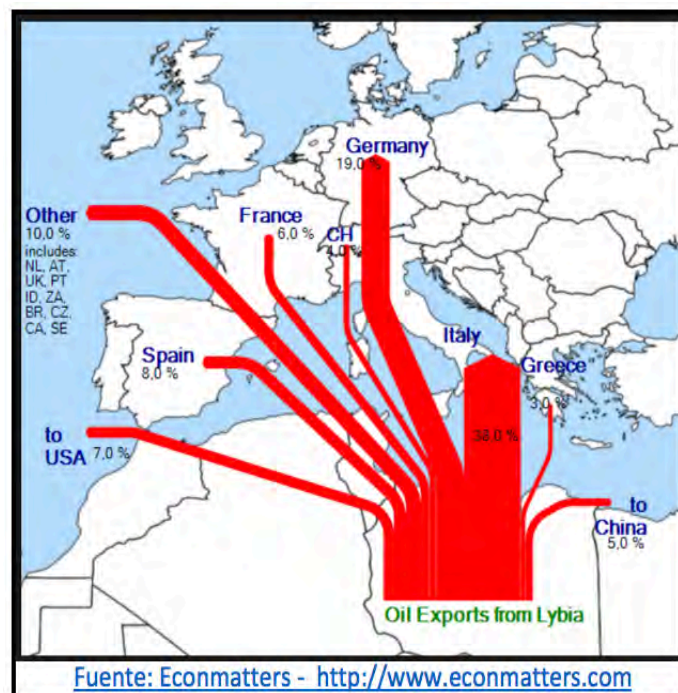 Germany
19,0 %
Other
10,0 %
includes:
NL, AT,
UK, PT
ID, ZA,
BR, CZ,
CA, SE
France
6,0 %
CH
4,0 %
Italy
38,0 %
Spain
8,0 %
Greece
3,0 %
to
USA
7,0 %
to
China
5,0 %
Oil Exports from Lybia
Fuente: Econmatters - http://www.econmatters.com